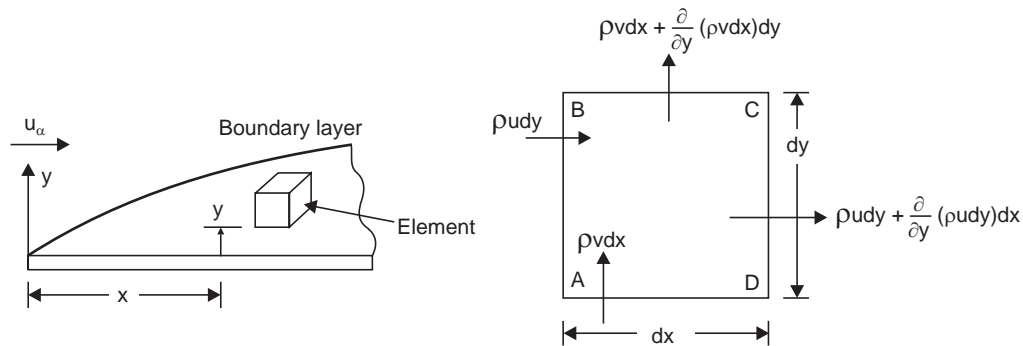 u_α
y
Boundary layer
y
Element
x
ρvdx + ∂/∂y (ρvdx)dy
B
C
ρudy
dy
ρudy + ∂/∂y (ρudy)dx
ρvdx
A
D
dx